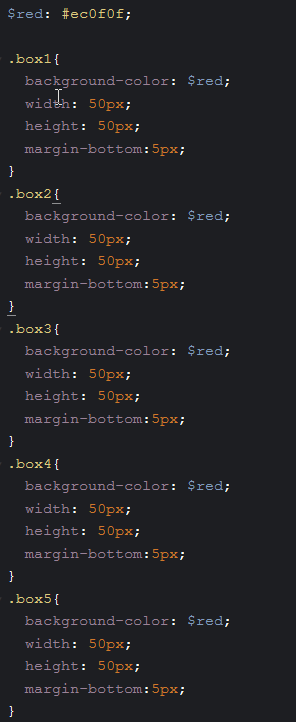 $red: #ec0f0f;
.box1{
background-color: $red;
width: 50px;
height: 50px;
margin-bottom:5px;
}
.box2{
background-color: $red;
width: 50px;
height: 50px;
margin-bottom:5px;
}
.box3{
background-color: $red;
width: 50px;
height: 50px;
margin-bottom:5px;
}
.box4{
background-color: $red;
width: 50px;
height: 50px;
margin-bottom:5px;
}
.box5{
background-color: $red;
width: 50px;
height: 50px;
margin-bottom:5px;
}